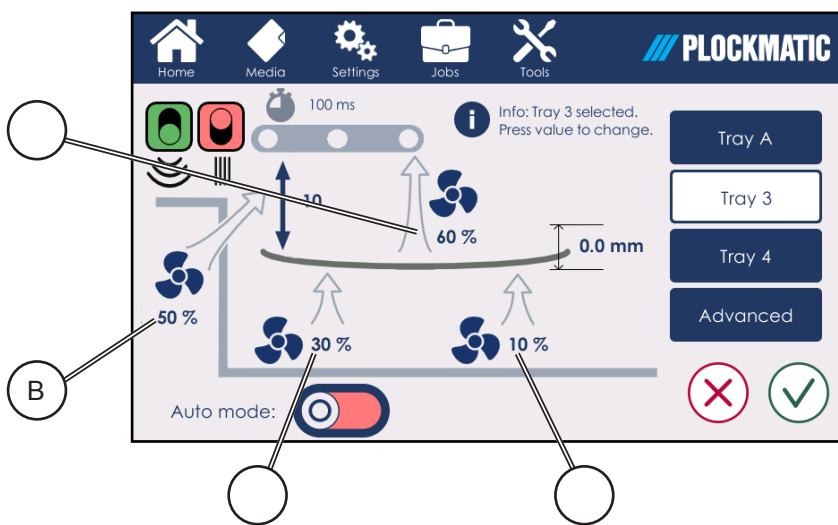 Home
Media
Settings
Jobs
Tools
PLOCKMATIC
100 ms
i
Info: Tray 3 selected.
Press value to change.
Tray A
Tray 3
10
60 %
0.0 mm
Tray 4
50 %
30 %
10 %
Advanced
B
Auto mode: